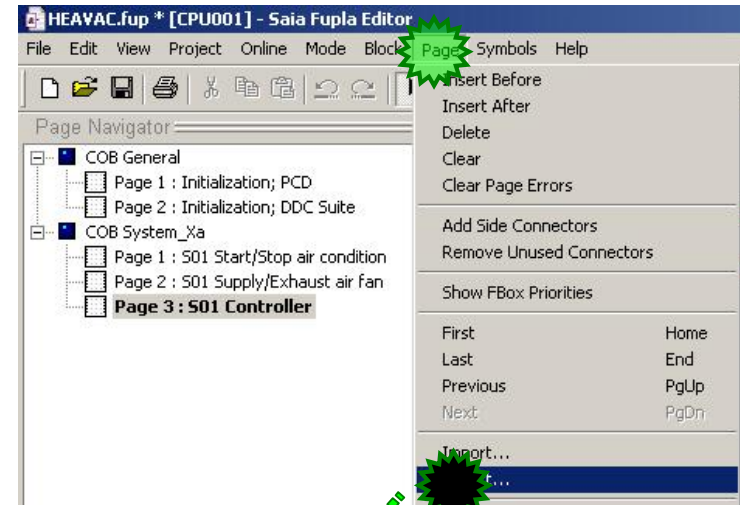 HEAVAC.fup * [CPU001] - Saia Fupla Editor
File Edit View Project Online Mode Block Page Symbols Help
Page Navigator
COB General
Page 1 : Initialization; PCD
Page 2 : Initialization; DDC Suite
COB System_Xa
Page 1 : S01 Start/Stop air condition
Page 2 : S01 Supply/Exhaust air fan
Page 3 : S01 Controller
Insert Before
Insert After
Delete
Clear
Clear Page Errors
Add Side Connectors
Remove Unused Connectors
Show FBox Priorities
First Home
Last End
Previous PgUp
Next PgDn
Import...